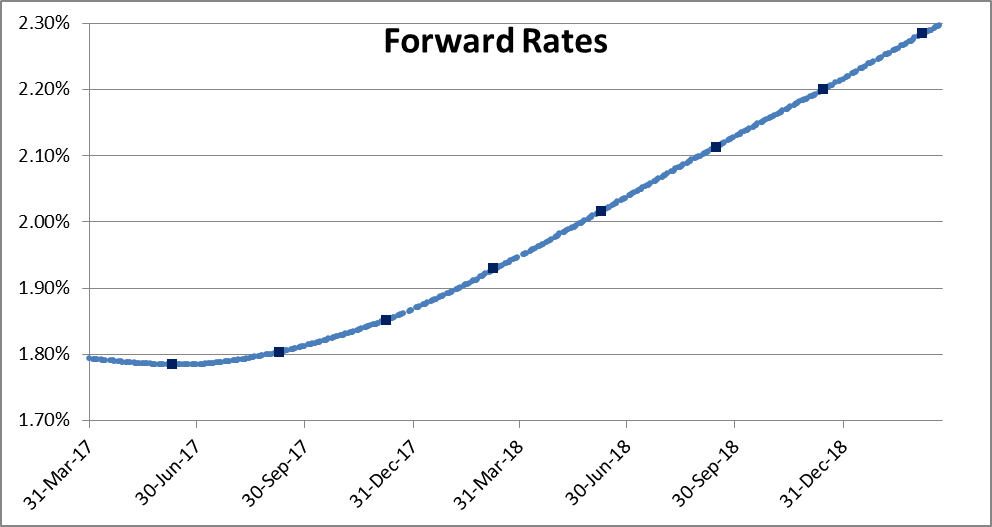 Forward Rates
2.30%
2.20%
2.10%
2.00%
1.90%
1.80%
1.70%
31-Mar-17
30-Jun-17
30-Sep-17
31-Dec-17
31-Mar-18
30-Jun-18
30-Sep-18
31-Dec-18